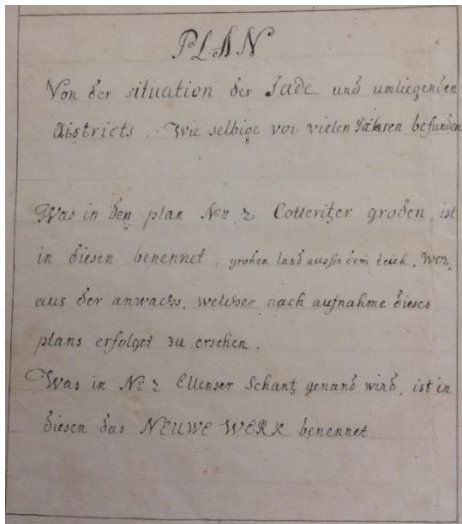 PLAN
Von der situation der Jade und umliegenden
districts. Wie selbige vor vielen Jahren befunden
Was in den plan No: 2 Cotteritzer groden, ist
in diesen benennet, groden land ausser dem teich. Wor
aus der anwachs, welcher nach aufnahme dieses
plans erfolget zu ersehen.
Was in No 2 Ellenser Schantz genand wird, ist in
diesen das NEUWE WERK benennet.